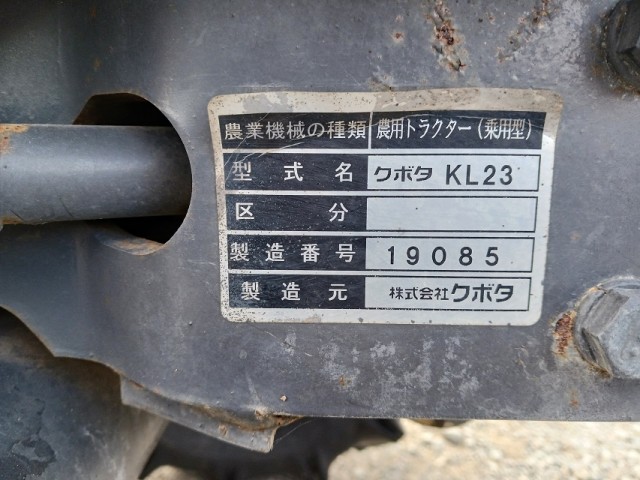 農業機械の種類 農用トラクター(乗用型)
型式名 クボタ KL23
区分
製造番号 19085
製造元 株式会社クボタ